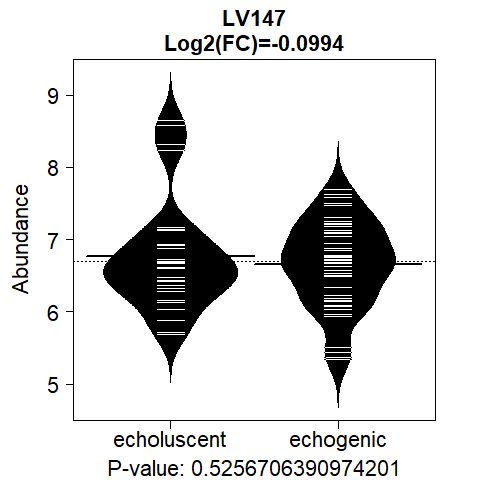 LV147
Log2(FC)=-0.0994
9
8
7
6
5
Abundance
echoluscent echogenic
P-value: 0.5256706390974201